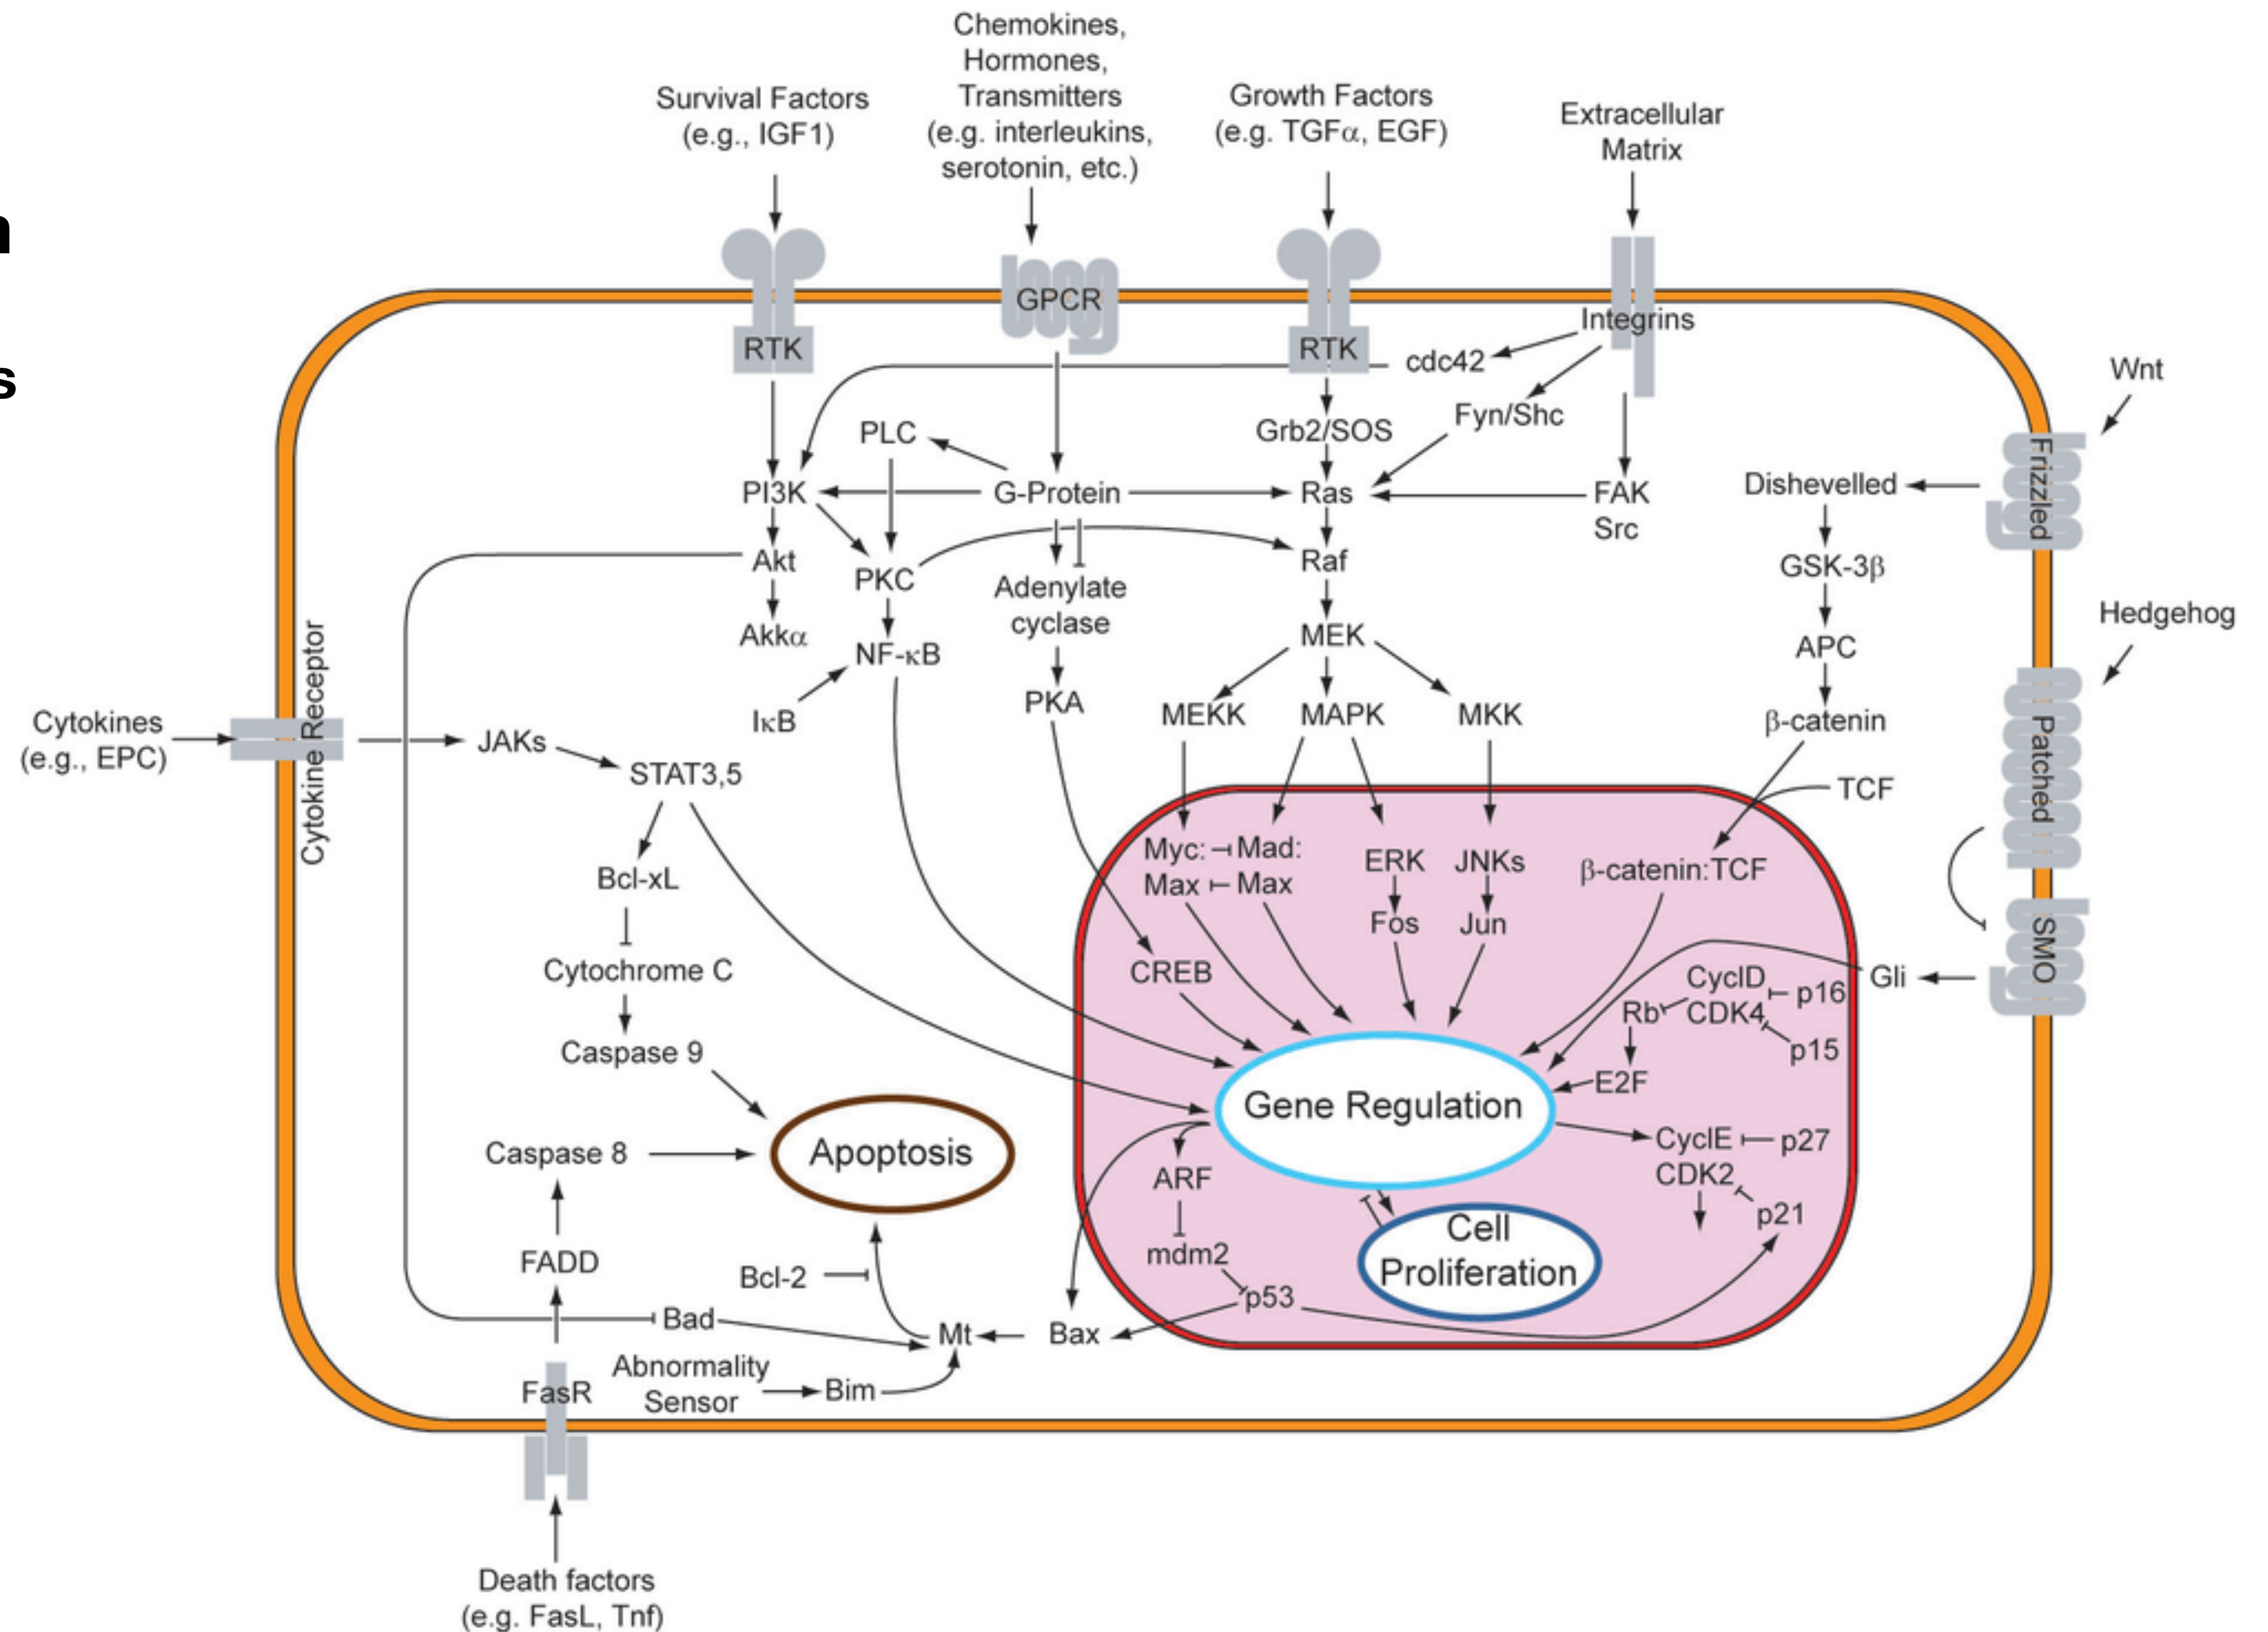 Chemokines,
Hormones,
Transmitters
(e.g. interleukins,
serotonin, etc.)
Survival Factors
(e.g., IGF1)
Growth Factors
(e.g. TGFα, EGF)
Extracellular
Matrix
n
s
GPCR
RTK
RTK
Integrins
cdc42
Wnt
Fyn/Shc
PLC
Grb2/SOS
Frizzled
Dishevelled
PI3K
G-Protein
Ras
FAK
Src
Akt
PKC
Raf
GSK-3β
Adenylate
cyclase
Hedgehog
Akkα
NF-κB
MEK
APC
IκB
PKA
MEKK
MAPK
MKK
β-catenin
Cytokines
(e.g., EPC)
Cytokine Receptor
JAKs
STAT3,5
TCF
Patched
Myc:
Mad:
Max
Max
ERK
JNKs
β-catenin:TCF
Bcl-xL
Fos
Jun
SMO
Cytochrome C
CREB
CyclD
CDK4
p16
Gli
Rb
p15
Caspase 9
E2F
Gene Regulation
Caspase 8
Apoptosis
ARF
CyclE
CDK2
p27
p21
mdm2
Cell
Proliferation
FADD
Bcl-2
p53
Bad
Mt
Bax
Abnormality
Sensor
Bim
FasR
Death factors
(e.g. FasL, Tnf)